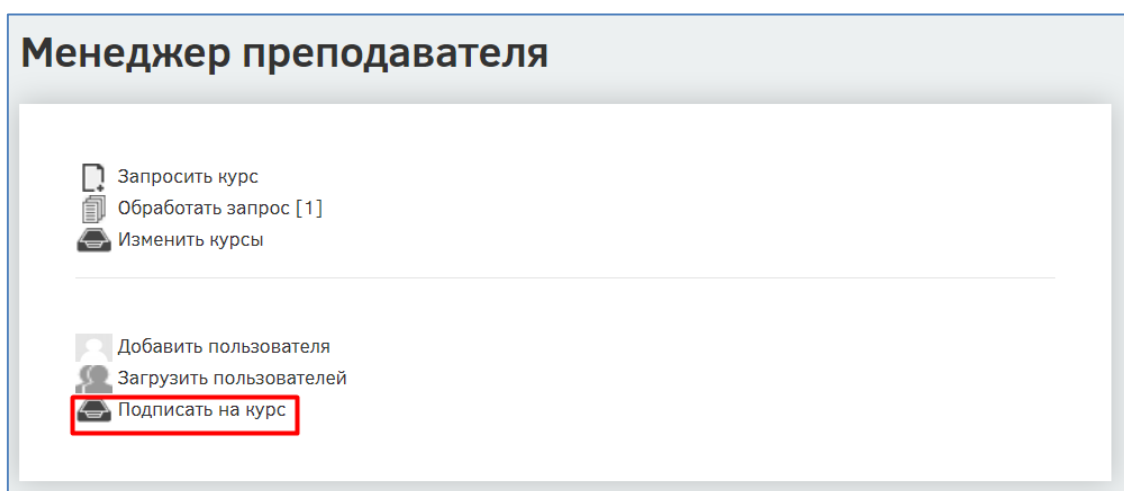 Менеджер преподавателя
Запросить курс
Обработать запрос [1]
Изменить курсы
Добавить пользователя
Загрузить пользователей
Подписать на курс